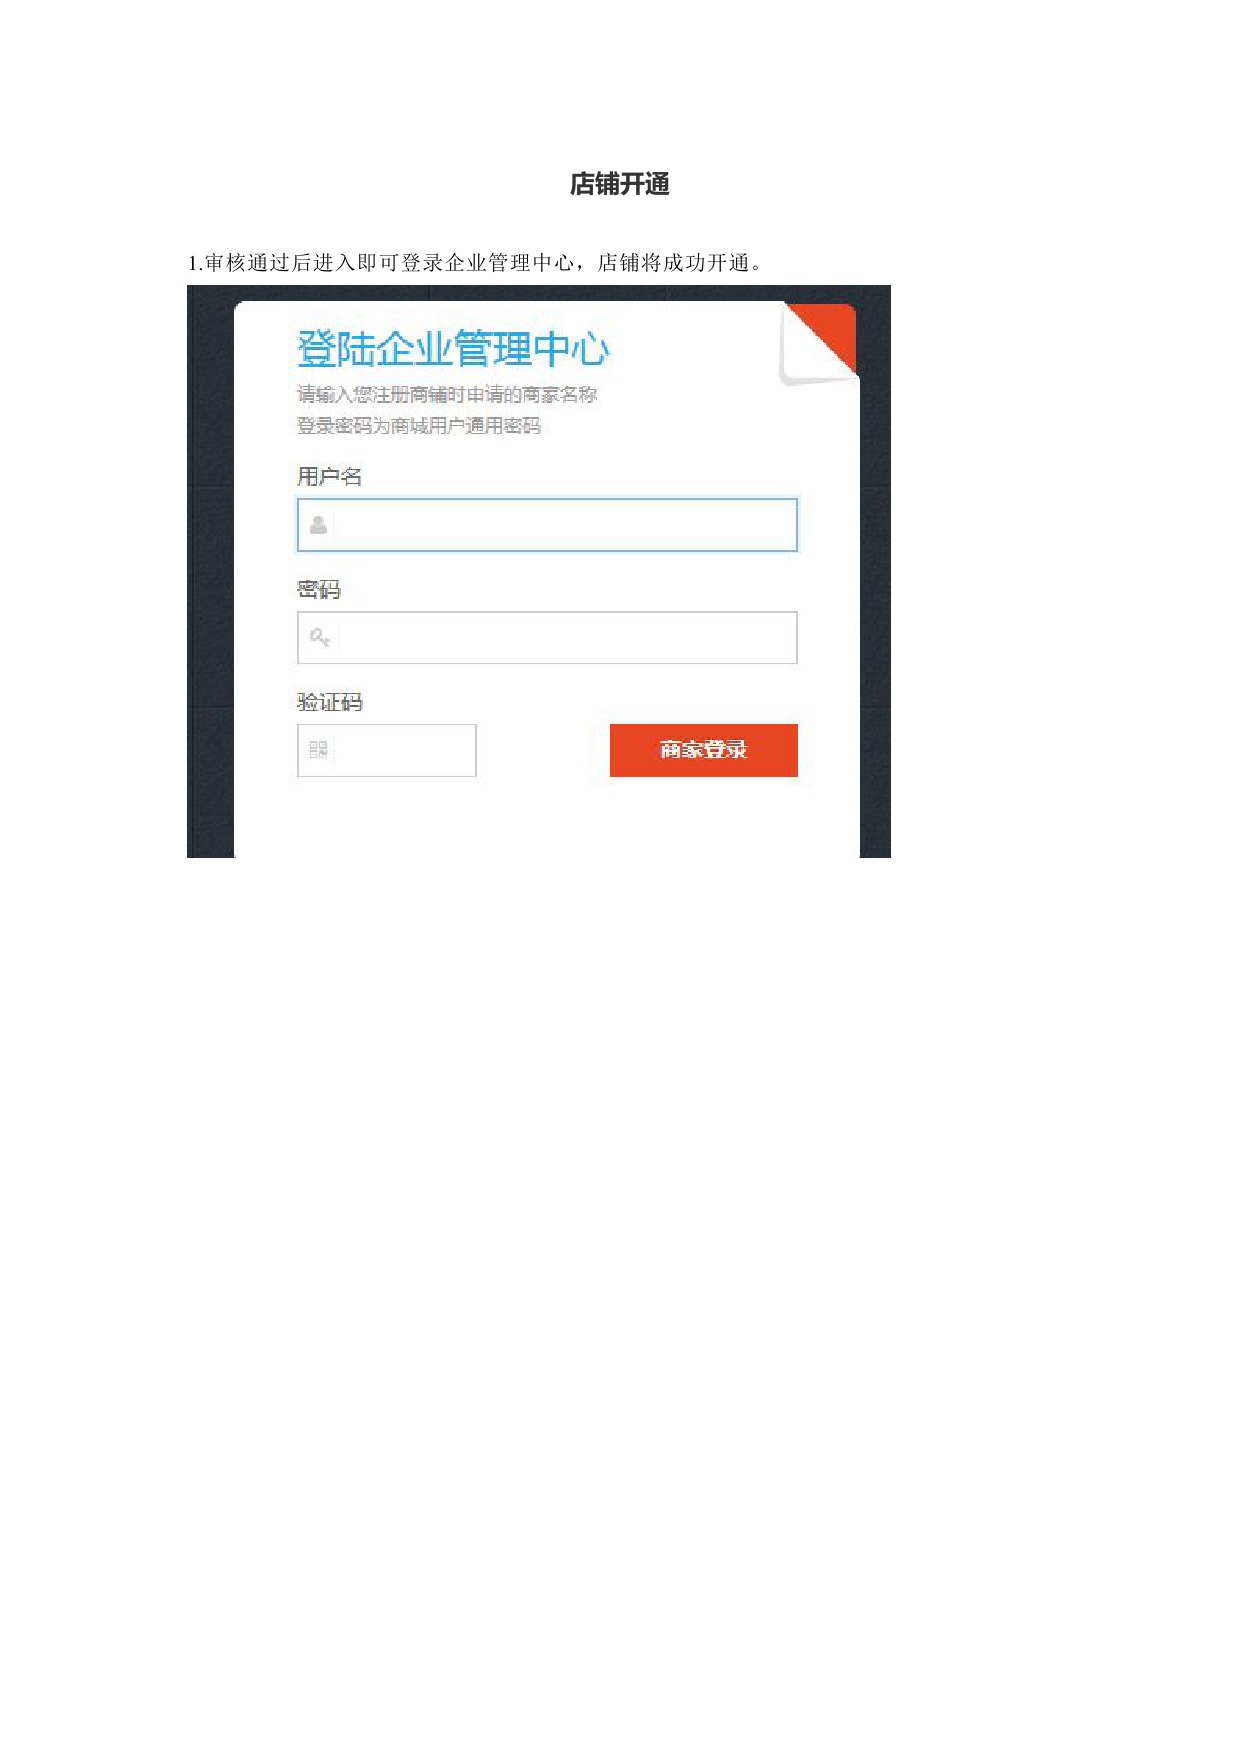 店铺开通
1.审核通过后进入即可登录企业管理中心，店铺将成功开通。
登陆企业管理中心
请输入您注册商铺时申请的商家名称
登录密码为商城用户通用密码
用户名
密码
验证码
商家登录